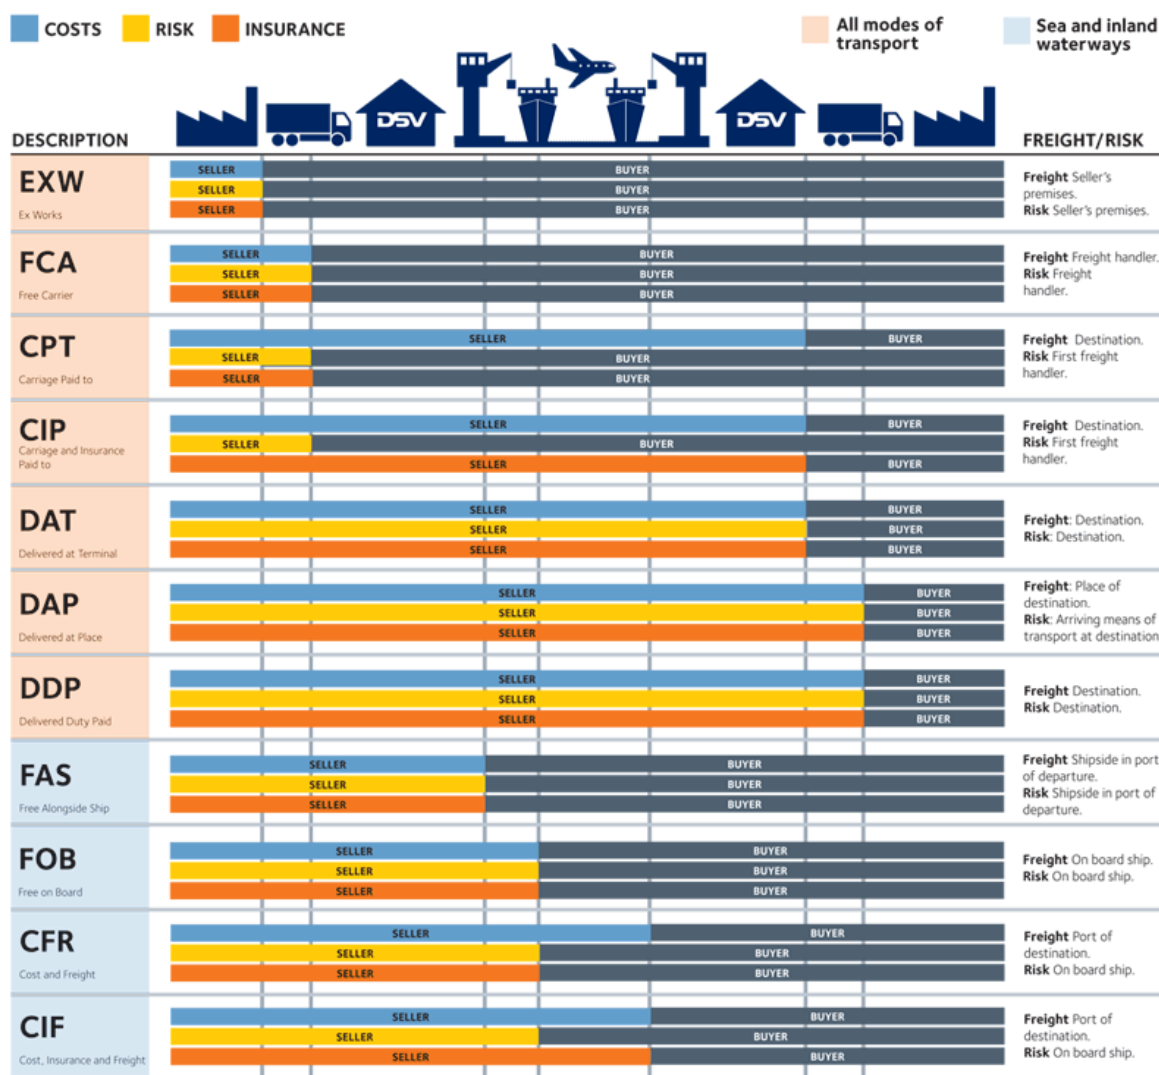 COSTS RISK INSURANCE
All modes of
transport
Sea and inland
waterways
DSV DSV
DESCRIPTION FREIGHT/RISK
EXW
Ex Works
SELLER BUYER
SELLER BUYER
SELLER BUYER
Freight Seller's
premises.
Risk Seller's premises.
FCA
Free Carrier
SELLER BUYER
SELLER BUYER
SELLER BUYER
Freight Freight handler.
Risk Freight
handler.
CPT
Carriage Paid to
SELLER BUYER
SELLER BUYER
SELLER BUYER
Freight Destination.
Risk First freight
handler.
CIP
Carriage and Insurance
Paid to
SELLER BUYER
SELLER BUYER
SELLER BUYER
Freight Destination.
Risk First freight
handler.
DAT
Delivered at Terminal
SELLER BUYER
SELLER BUYER
SELLER BUYER
Freight: Destination.
Risk: Destination.
DAP
Delivered at Place
SELLER BUYER
SELLER BUYER
SELLER BUYER
Freight: Place of
destination.
Risk: Arriving means of
transport at destination
DDP
Delivered Duty Paid
SELLER BUYER
SELLER BUYER
SELLER BUYER
Freight Destination.
Risk Destination.
FAS
Free Alongside Ship
SELLER BUYER
SELLER BUYER
SELLER BUYER
Freight Shipside in port
of departure.
Risk Shipside in port of
departure.
FOB
Free on Board
SELLER BUYER
SELLER BUYER
SELLER BUYER
Freight On board ship.
Risk On board ship.
CFR
Cost and Freight
SELLER BUYER
SELLER BUYER
SELLER BUYER
Freight Port of
destination.
Risk On board ship.
CIF
Cost, Insurance and Freight
SELLER BUYER
SELLER BUYER
SELLER BUYER
Freight Port of
destination.
Risk On board ship.